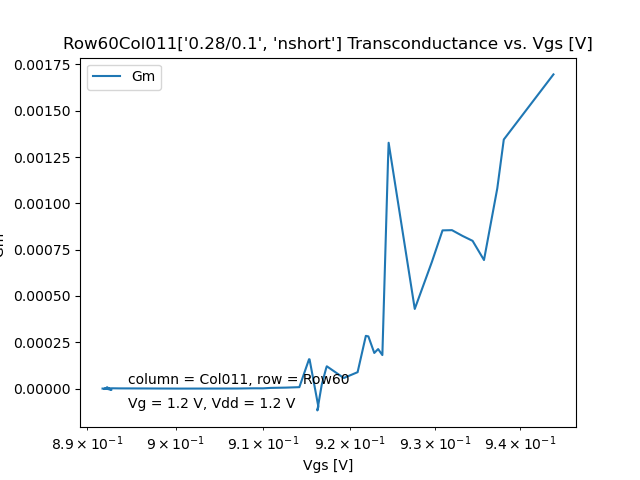 Row60Col011['0.28/0.1', 'nshort'] Transconductance vs. Vgs [V]
Gm
0.00175
0.00150
0.00125
0.00100
0.00075
0.00050
0.00025
0.00000
Gm
column = Col011, row = Row60
Vg = 1.2 V, Vdd = 1.2 V
8.9 × 10⁻¹ 9 × 10⁻¹ 9.1 × 10⁻¹ 9.2 × 10⁻¹ 9.3 × 10⁻¹ 9.4 × 10⁻¹
Vgs [V]